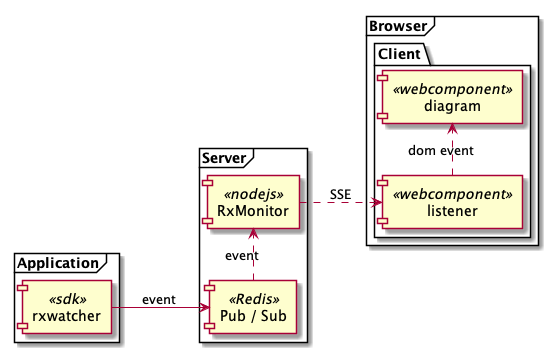 Browser
Client
«webcomponent»
diagram
dom event
«webcomponent»
listener
Server
«nodejs»
RxMonitor
SSE
event
«Redis»
Pub / Sub
Application
«sdk»
rxwatcher
event